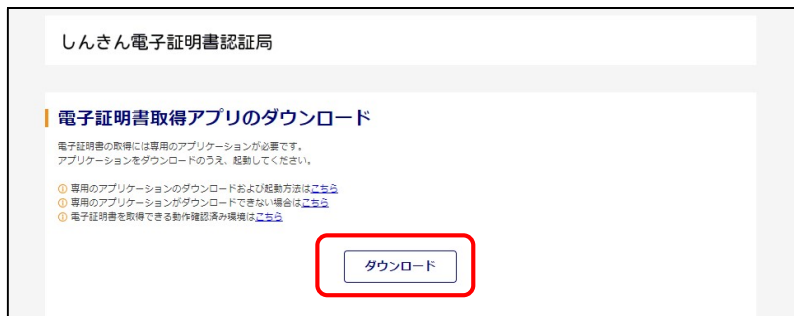 しんきん電子証明書認証局
電子証明書取得アプリのダウンロード
電子証明書の取得には専用のアプリケーションが必要です。
アプリケーションをダウンロードのうえ、起動してください。
専用のアプリケーションのダウンロードおよび起動方法はこちら
専用のアプリケーションがダウンロードできない場合はこちら
電子証明書を取得できる動作確認済み環境はこちら
ダウンロード